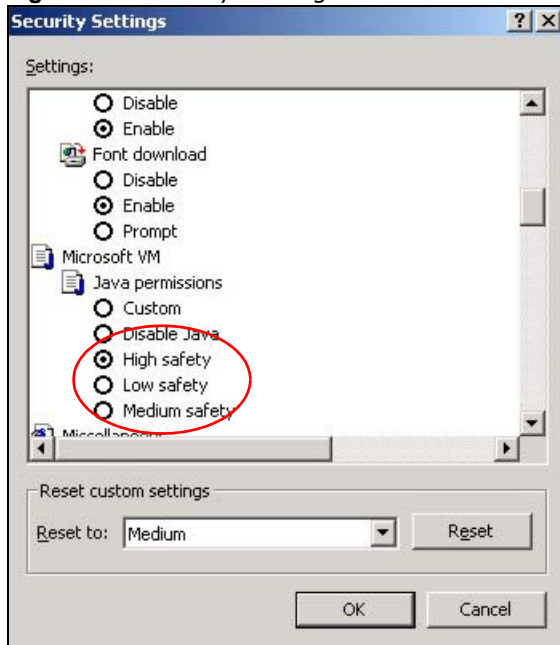 Security Settings
Settings:
Disable
Enable
Font download
Disable
Enable
Prompt
Microsoft VM
Java permissions
Custom
Disable Java
High safety
Low safety
Medium safety
Miscellaneous
Reset custom settings
Reset to: Medium Reset
OK Cancel